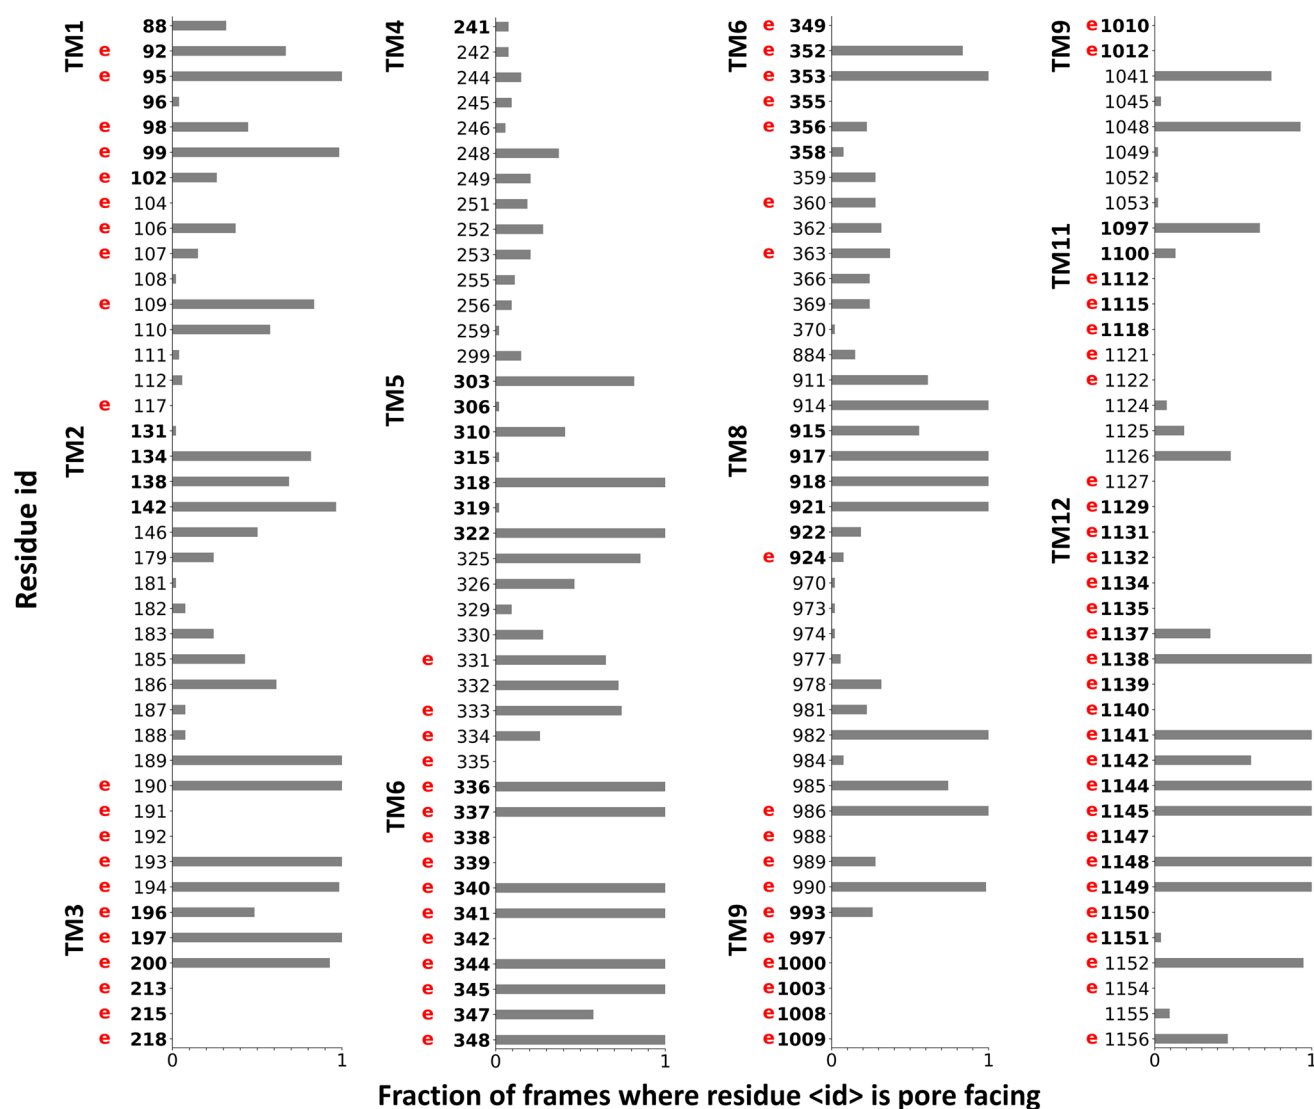 Residue id
TM1
88
e 92
e 95
96
e 98
e 99
e 102
e 104
e 106
e 107
108
e 109
110
111
112
e 117
TM2
131
134
138
142
146
179
181
182
183
185
186
187
188
189
e 190
e 191
e 192
e 193
e 194
TM3
e 196
e 197
e 200
e 213
e 215
e 218
0 1
TM4
241
242
244
245
246
248
249
251
252
253
255
256
259
299
TM5
303
306
310
315
318
319
322
325
326
329
330
e 331
332
e 333
e 334
e 335
TM6
e 336
e 337
e 338
e 339
e 340
e 341
e 342
e 344
e 345
e 347
e 348
0 1
TM6
e 349
e 352
e 353
e 355
e 356
358
359
e 360
362
e 363
366
369
370
884
911
914
TM8
915
917
918
921
922
e 924
970
973
974
977
978
981
982
984
985
e 986
e 988
e 989
e 990
TM9
e 993
e 997
e 1000
e 1003
e 1008
e 1009
0 1
TM9
e 1010
e 1012
1041
1045
1048
1049
1052
1053
TM11
1097
1100
e 1112
e 1115
e 1118
e 1121
e 1122
1124
1125
1126
e 1127
TM12
e 1129
e 1131
e 1132
e 1134
e 1135
e 1137
e 1138
e 1139
e 1140
e 1141
e 1142
e 1144
e 1145
e 1147
e 1148
e 1149
e 1150
e 1151
e 1152
e 1154
1155
e 1156
0 1
Fraction of frames where residue <id> is pore facing